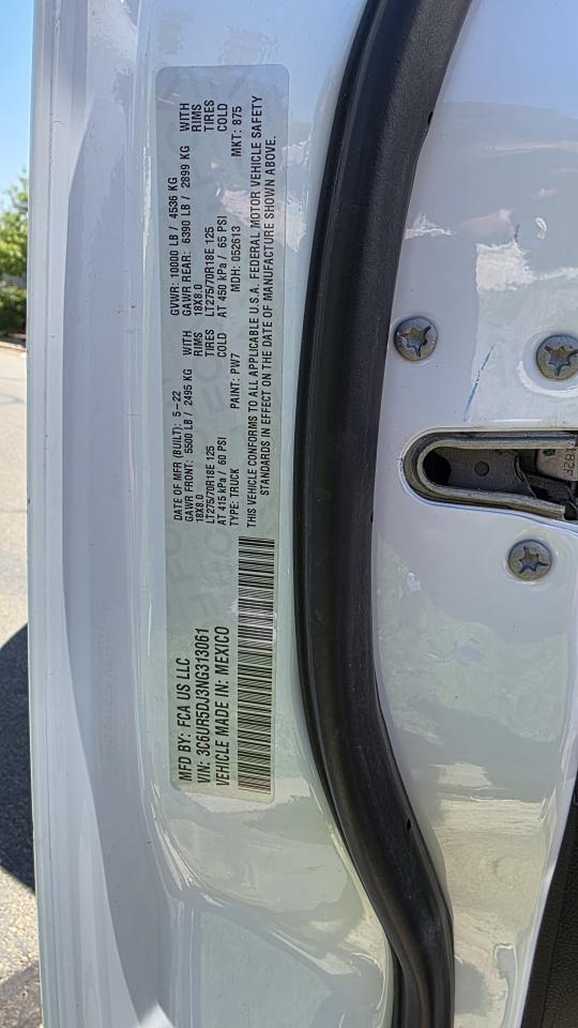 MFD BY: FCA US LLC
VIN: 3C6UR5DJ3NG313061
VEHICLE MADE IN: MEXICO
DATE OF MFR (BUILT): 5-22
GVWR: 10000 LB / 4536 KG
GAWR FRONT: 5500 LB / 2495 KG WITH
18X8.0 RIMS
LT275/70R18E 125 TIRES
AT 415 kPa / 60 PSI COLD
GAWR REAR: 6390 LB / 2899 KG WITH
18X8.0 RIMS
LT275/70R18E 125 TIRES
AT 450 kPa / 65 PSI COLD
TYPE: TRUCK PAINT: PW7 MDH: 052613 MKT: 875
THIS VEHICLE CONFORMS TO ALL APPLICABLE U.S.A. FEDERAL MOTOR VEHICLE SAFETY
STANDARDS IN EFFECT ON THE DATE OF MANUFACTURE SHOWN ABOVE.